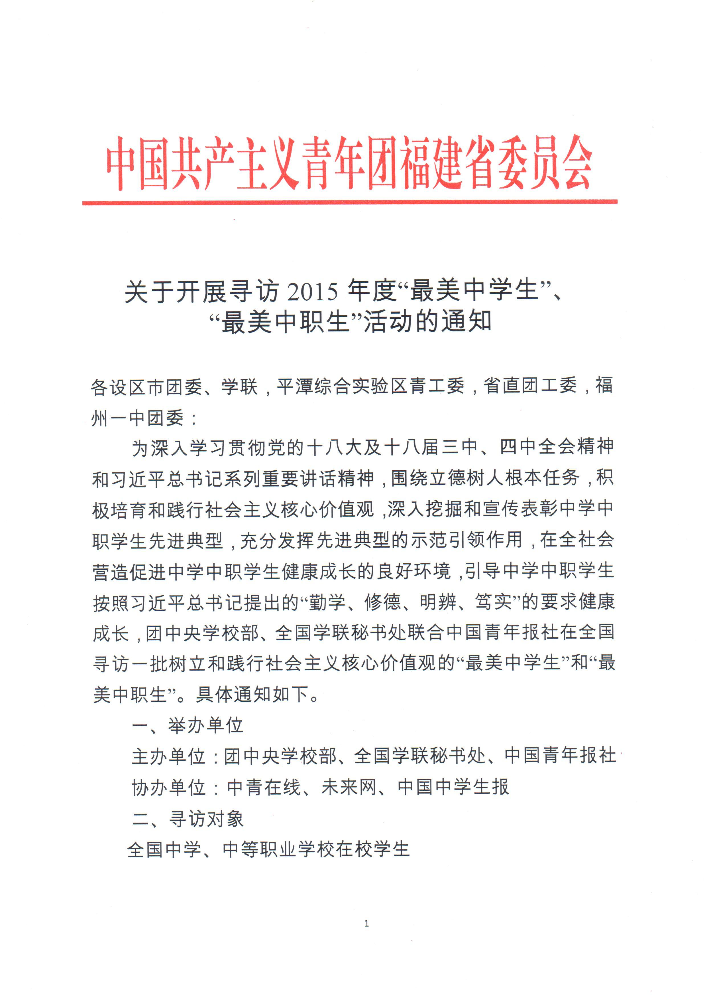 中国共产主义青年团福建省委员会
关于开展寻访 2015 年度“最美中学生”、
“最美中职生”活动的通知
各设区市团委、学联，平潭综合实验区青工委，省直团工委，福
州一中团委：
为深入学习贯彻党的十八大及十八届三中、四中全会精神
和习近平总书记系列重要讲话精神，围绕立德树人根本任务，积
极培育和践行社会主义核心价值观，深入挖掘和宣传表彰中学中
职学生先进典型，充分发挥先进典型的示范引领作用，在全社会
营造促进中学中职学生健康成长的良好环境，引导中学中职学生
按照习近平总书记提出的“勤学、修德、明辨、笃实”的要求健康
成长，团中央学校部、全国学联秘书处联合中国青年报社在全国
寻访一批树立和践行社会主义核心价值观的“最美中学生”和“最
美中职生”。具体通知如下。
一、举办单位
主办单位：团中央学校部、全国学联秘书处、中国青年报社
协办单位：中青在线、未来网、中国中学生报
二、寻访对象
全国中学、中等职业学校在校学生
1